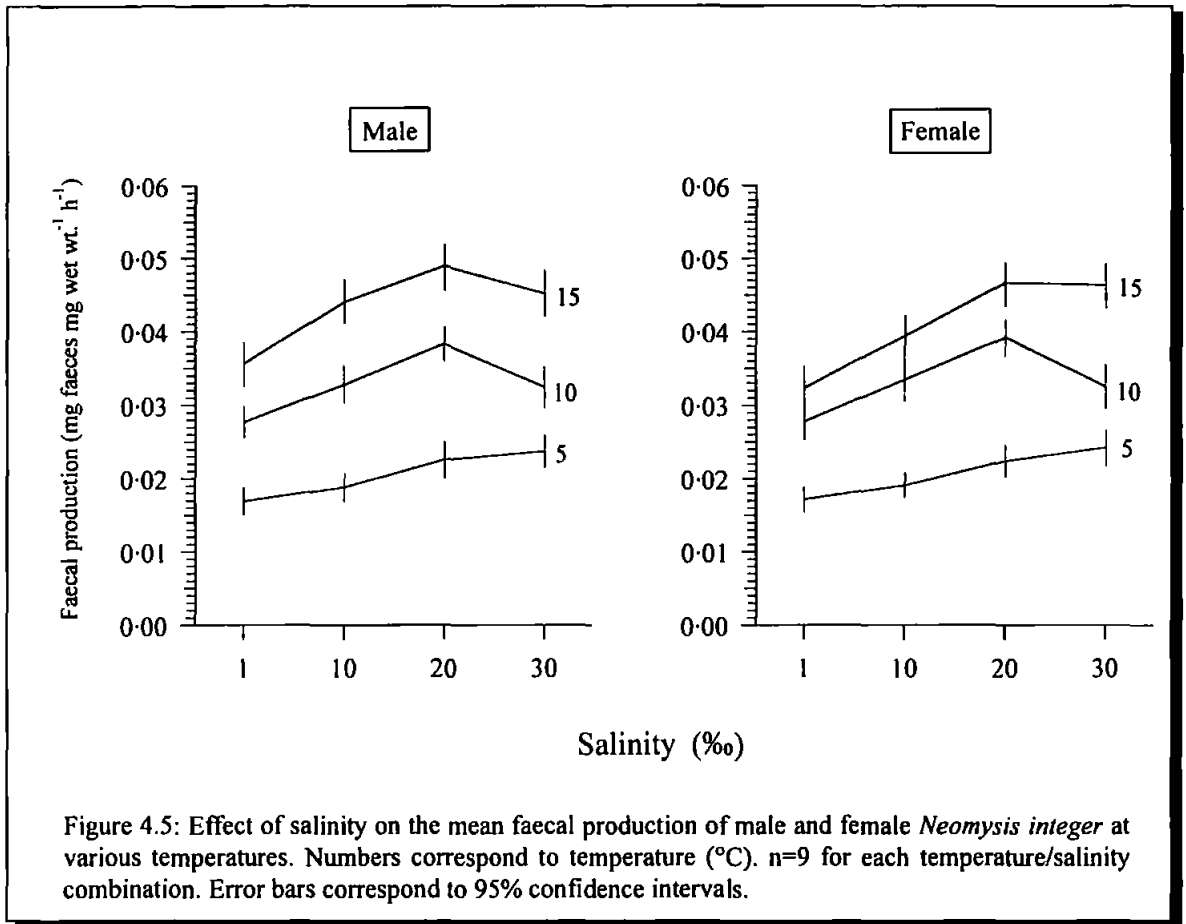 Male
Female
Faecal production (mg faeces mg wet wt.⁻¹ h⁻¹)
0·06
0·05
0·04
0·03
0·02
0·01
0·00
15
10
5
1 10 20 30
0·06
0·05
0·04
0·03
0·02
0·01
0·00
15
10
5
1 10 20 30
Salinity (‰)
Figure 4.5: Effect of salinity on the mean faecal production of male and female Neomysis integer at
various temperatures. Numbers correspond to temperature (°C). n=9 for each temperature/salinity
combination. Error bars correspond to 95% confidence intervals.